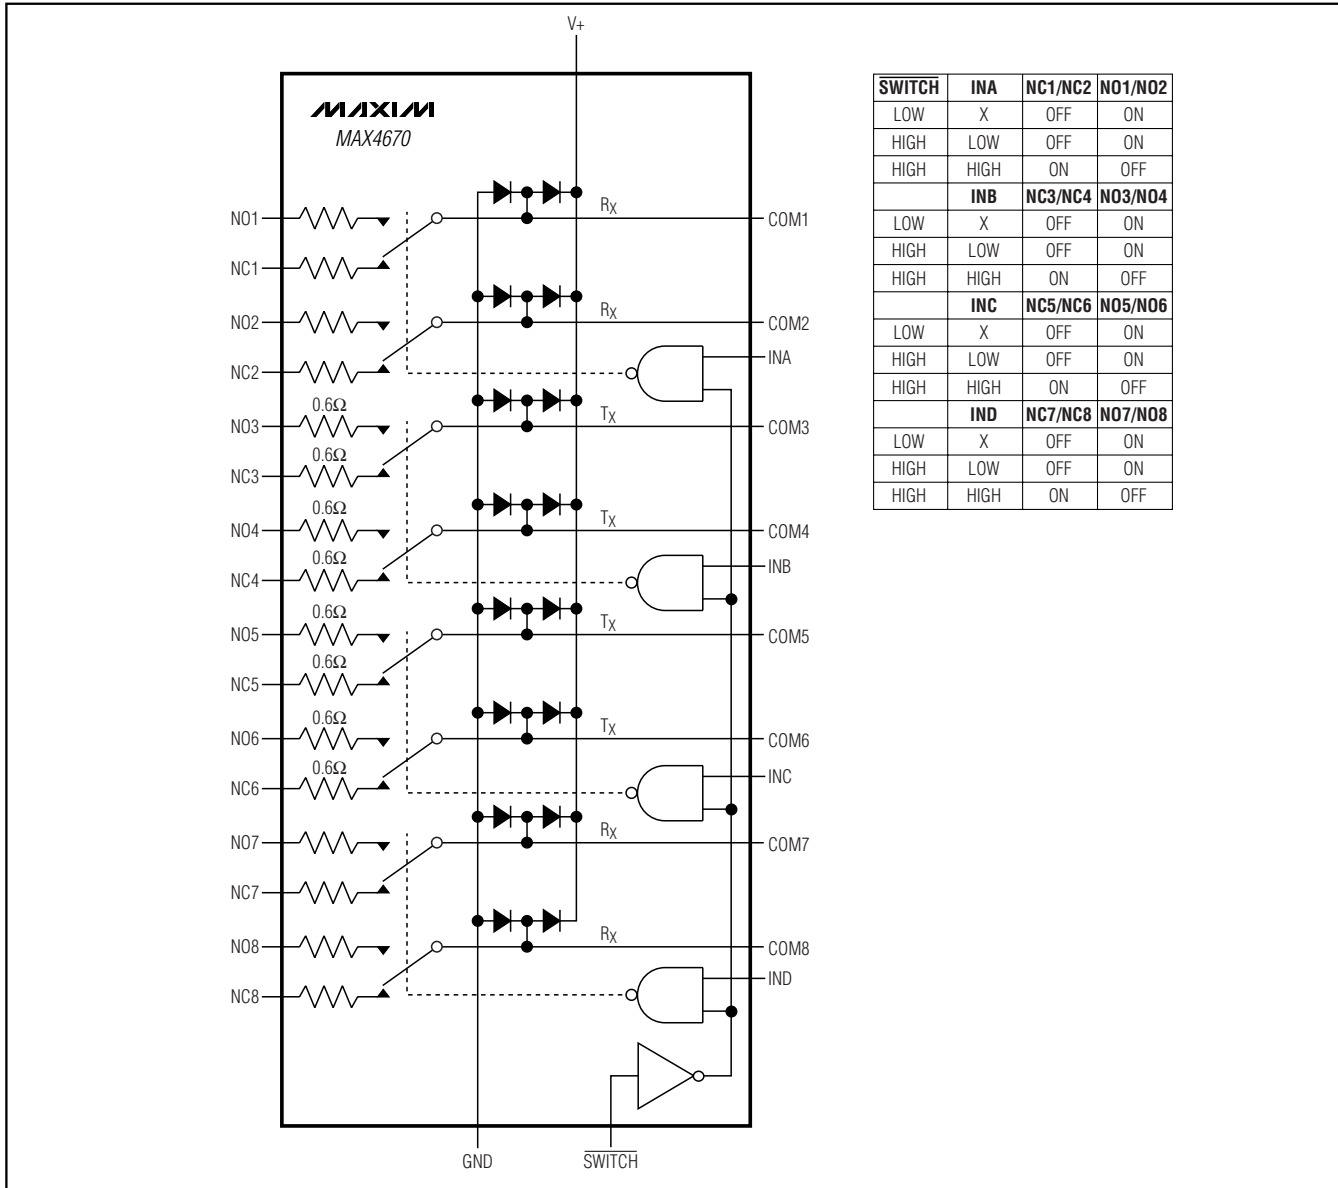 V+
MAXIM
MAX4670
NO1
RX
COM1
NC1
NO2
RX
COM2
INA
NC2
0.6Ω
NO3
TX
COM3
0.6Ω
NC3
0.6Ω
NO4
TX
COM4
0.6Ω
INB
NC4
0.6Ω
NO5
TX
COM5
0.6Ω
NC5
0.6Ω
NO6
TX
COM6
0.6Ω
INC
NC6
NO7
RX
COM7
NC7
NO8
RX
COM8
IND
NC8
GND
SWITCH
SWITCH INA NC1/NC2 NO1/NO2
LOW X OFF ON
HIGH LOW OFF ON
HIGH HIGH ON OFF
INB NC3/NC4 NO3/NO4
LOW X OFF ON
HIGH LOW OFF ON
HIGH HIGH ON OFF
INC NC5/NC6 NO5/NO6
LOW X OFF ON
HIGH LOW OFF ON
HIGH HIGH ON OFF
IND NC7/NC8 NO7/NO8
LOW X OFF ON
HIGH LOW OFF ON
HIGH HIGH ON OFF